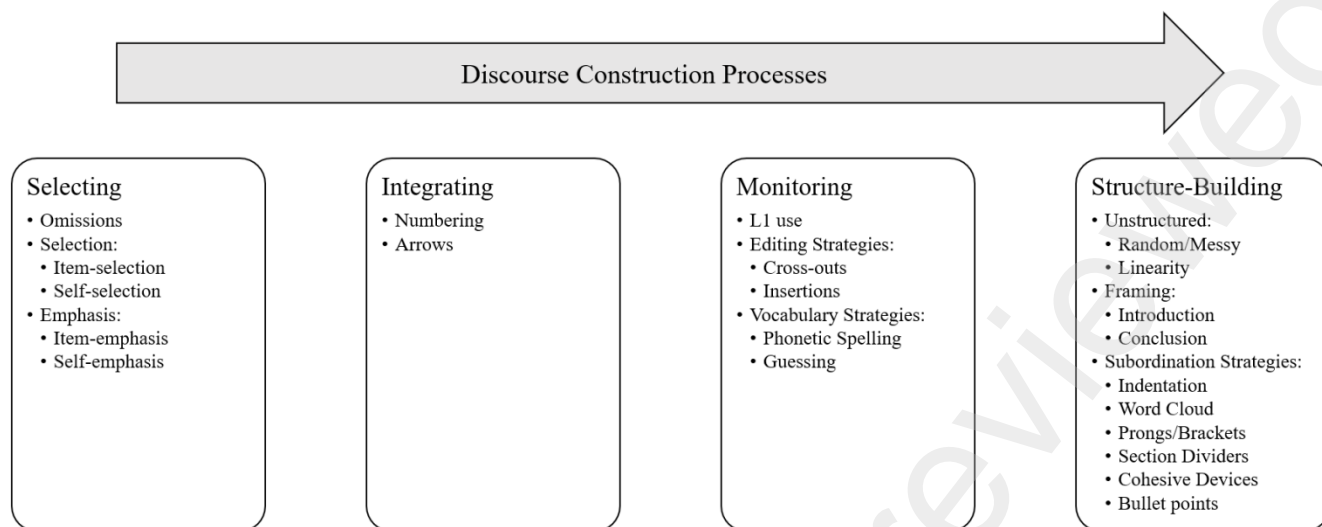 Discourse Construction Processes
Selecting
• Omissions
• Selection:
• Item-selection
• Self-selection
• Emphasis:
• Item-emphasis
• Self-emphasis
Integrating
• Numbering
• Arrows
Monitoring
• L1 use
• Editing Strategies:
• Cross-outs
• Insertions
• Vocabulary Strategies:
• Phonetic Spelling
• Guessing
Structure-Building
• Unstructured:
• Random/Messy
• Linearity
• Framing:
• Introduction
• Conclusion
• Subordination Strategies:
• Indentation
• Word Cloud
• Prongs/Brackets
• Section Dividers
• Cohesive Devices
• Bullet points